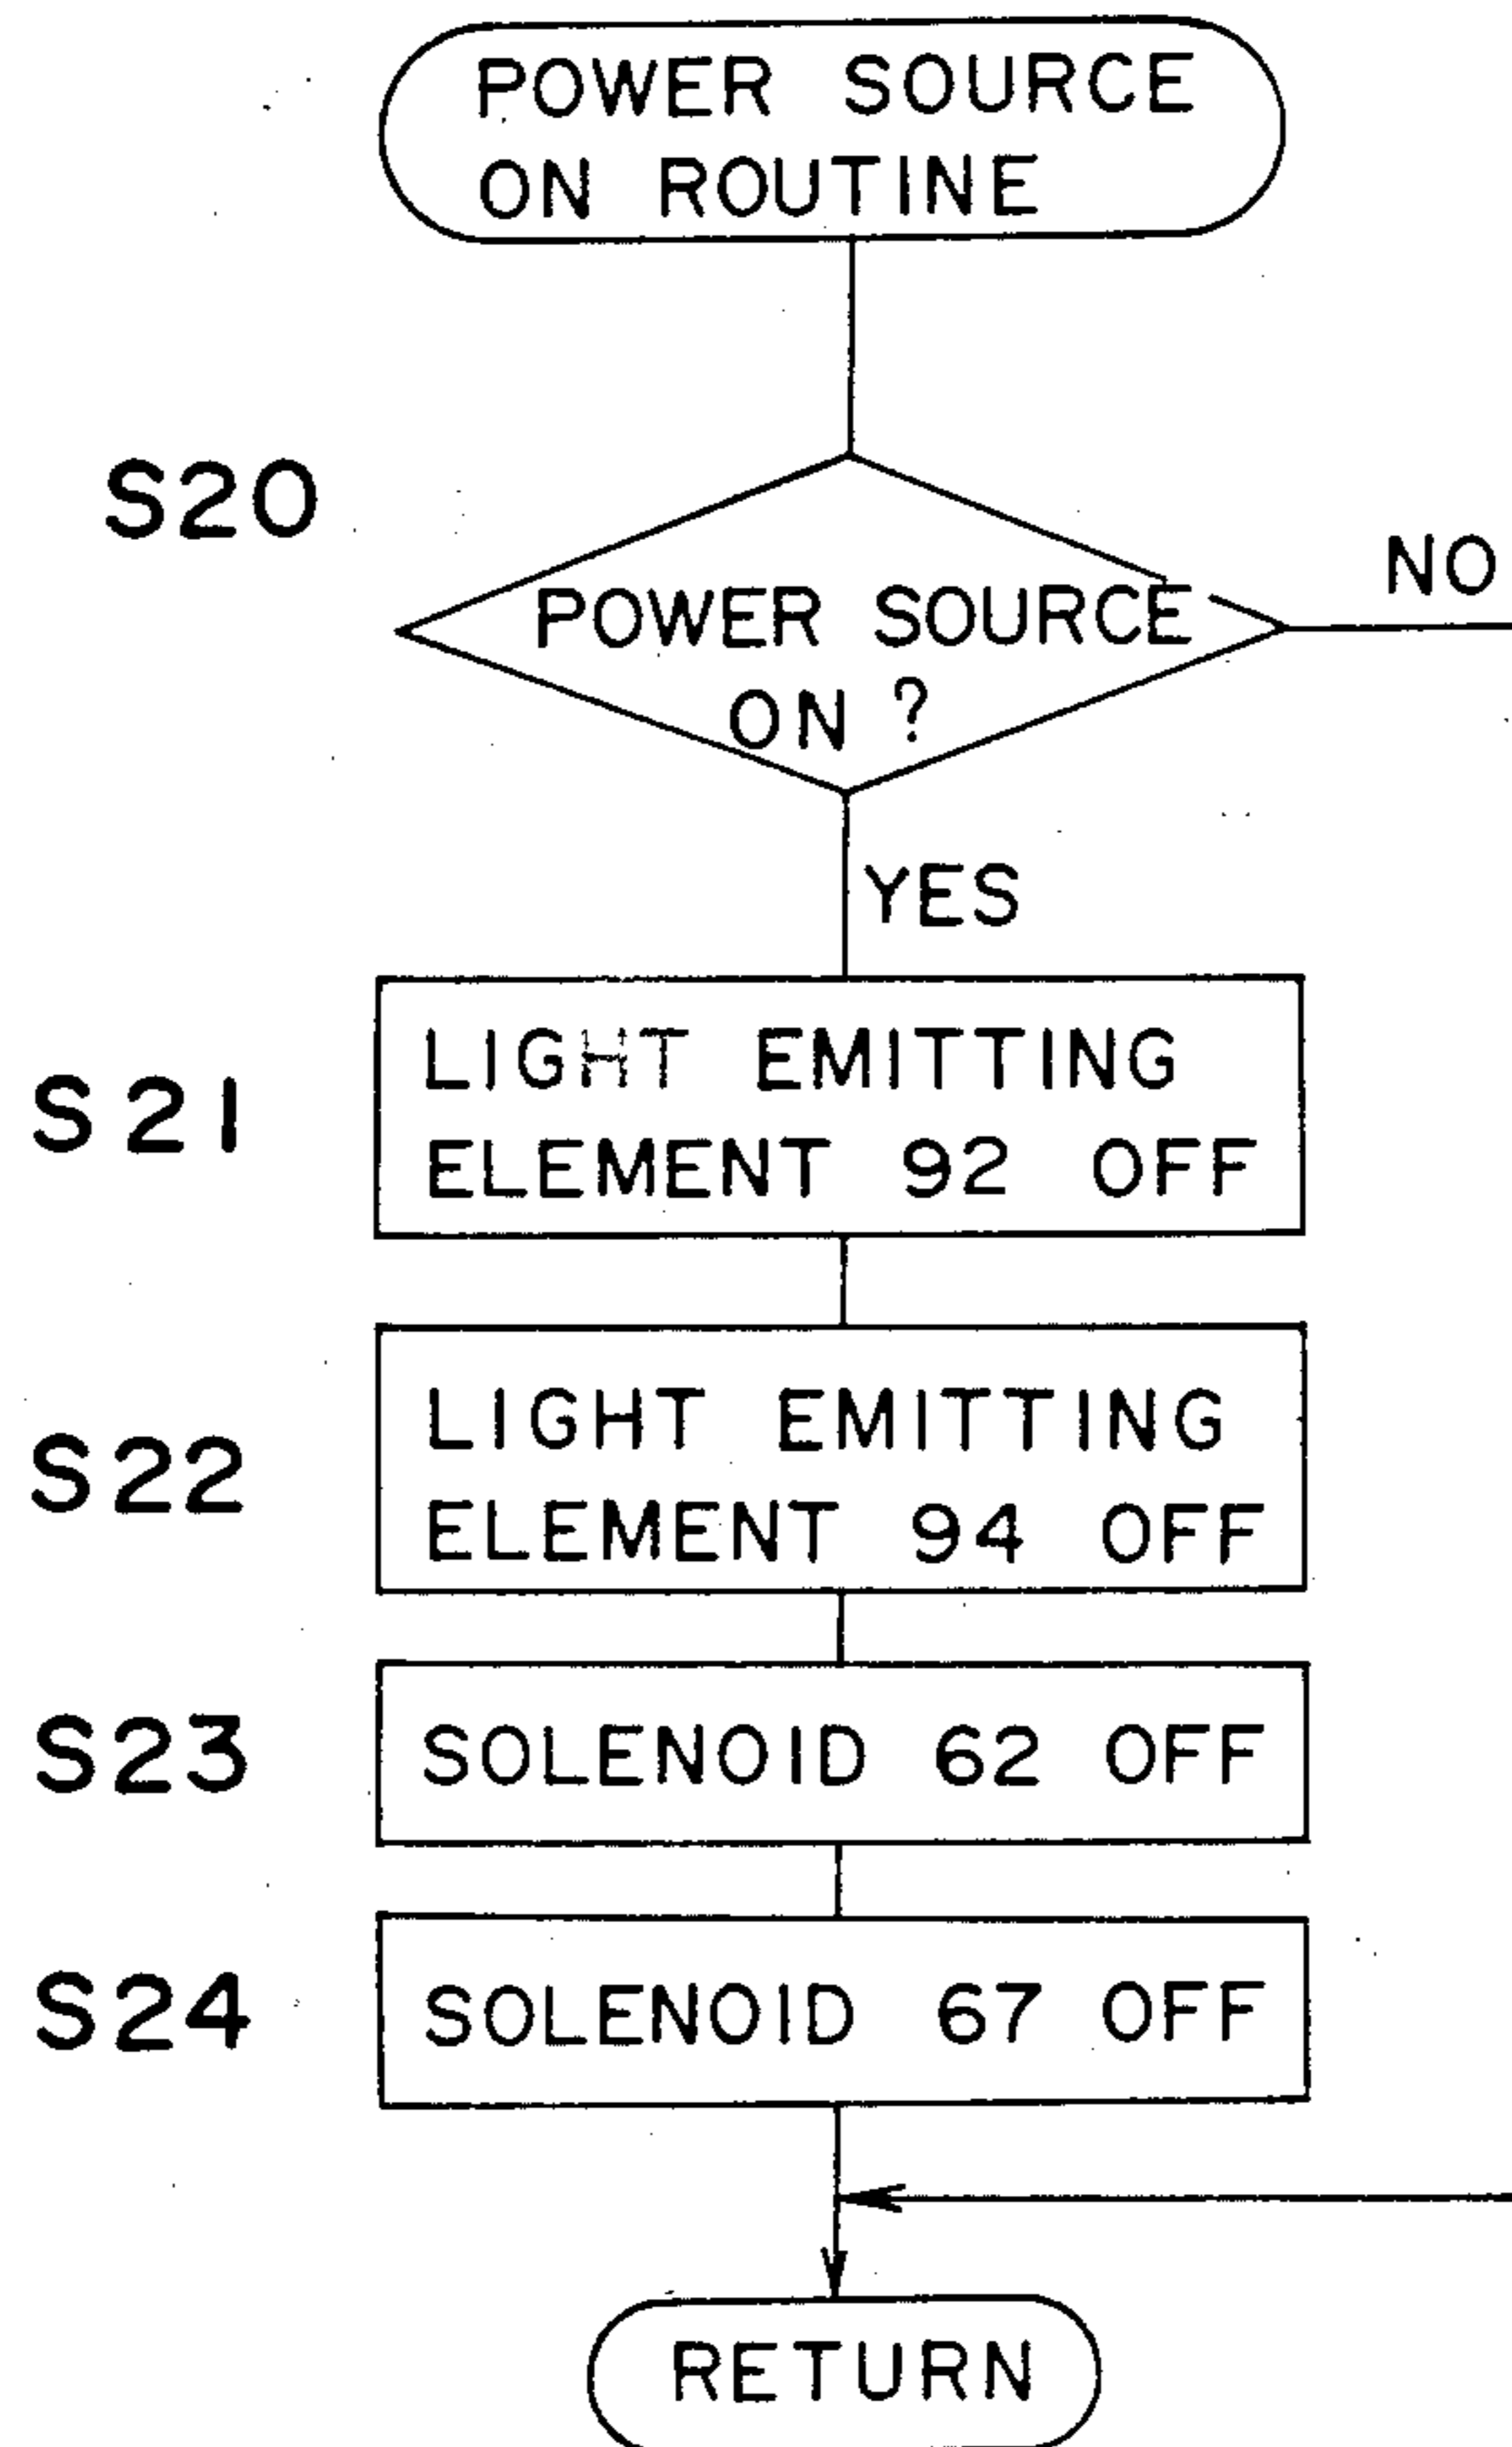 POWER SOURCE
ON ROUTINE
S20
POWER SOURCE
ON ?
NO
YES
S21
LIGHT EMITTING
ELEMENT 92 OFF
S22
LIGHT EMITTING
ELEMENT 94 OFF
S23
SOLENOID 62 OFF
S24
SOLENOID 67 OFF
RETURN